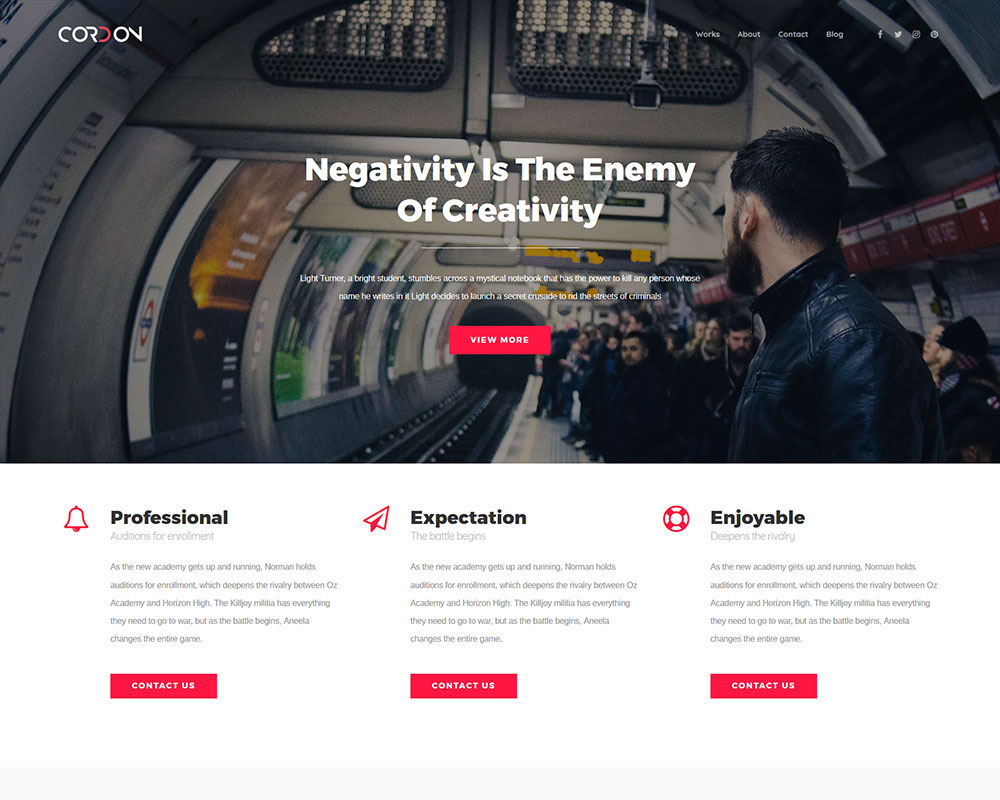 CORDON
Works About Contact Blog
Negativity Is The Enemy
Of Creativity
Light Turner, a bright student, stumbles across a mystical notebook that has the power to kill any person whose
name he writes in it Light decides to launch a secret crusade to rid the streets of criminals
VIEW MORE
Professional
Auditions for enrollment
As the new academy gets up and running, Norman holds
auditions for enrollment, which deepens the rivalry between Oz
Academy and Horizon High. The Killjoy militia has everything
they need to go to war, but as the battle begins, Aneela
changes the entire game.
CONTACT US
Expectation
The battle begins
As the new academy gets up and running, Norman holds
auditions for enrollment, which deepens the rivalry between Oz
Academy and Horizon High. The Killjoy militia has everything
they need to go to war, but as the battle begins, Aneela
changes the entire game.
CONTACT US
Enjoyable
Deepens the rivalry
As the new academy gets up and running, Norman holds
auditions for enrollment, which deepens the rivalry between Oz
Academy and Horizon High. The Killjoy militia has everything
they need to go to war, but as the battle begins, Aneela
changes the entire game.
CONTACT US